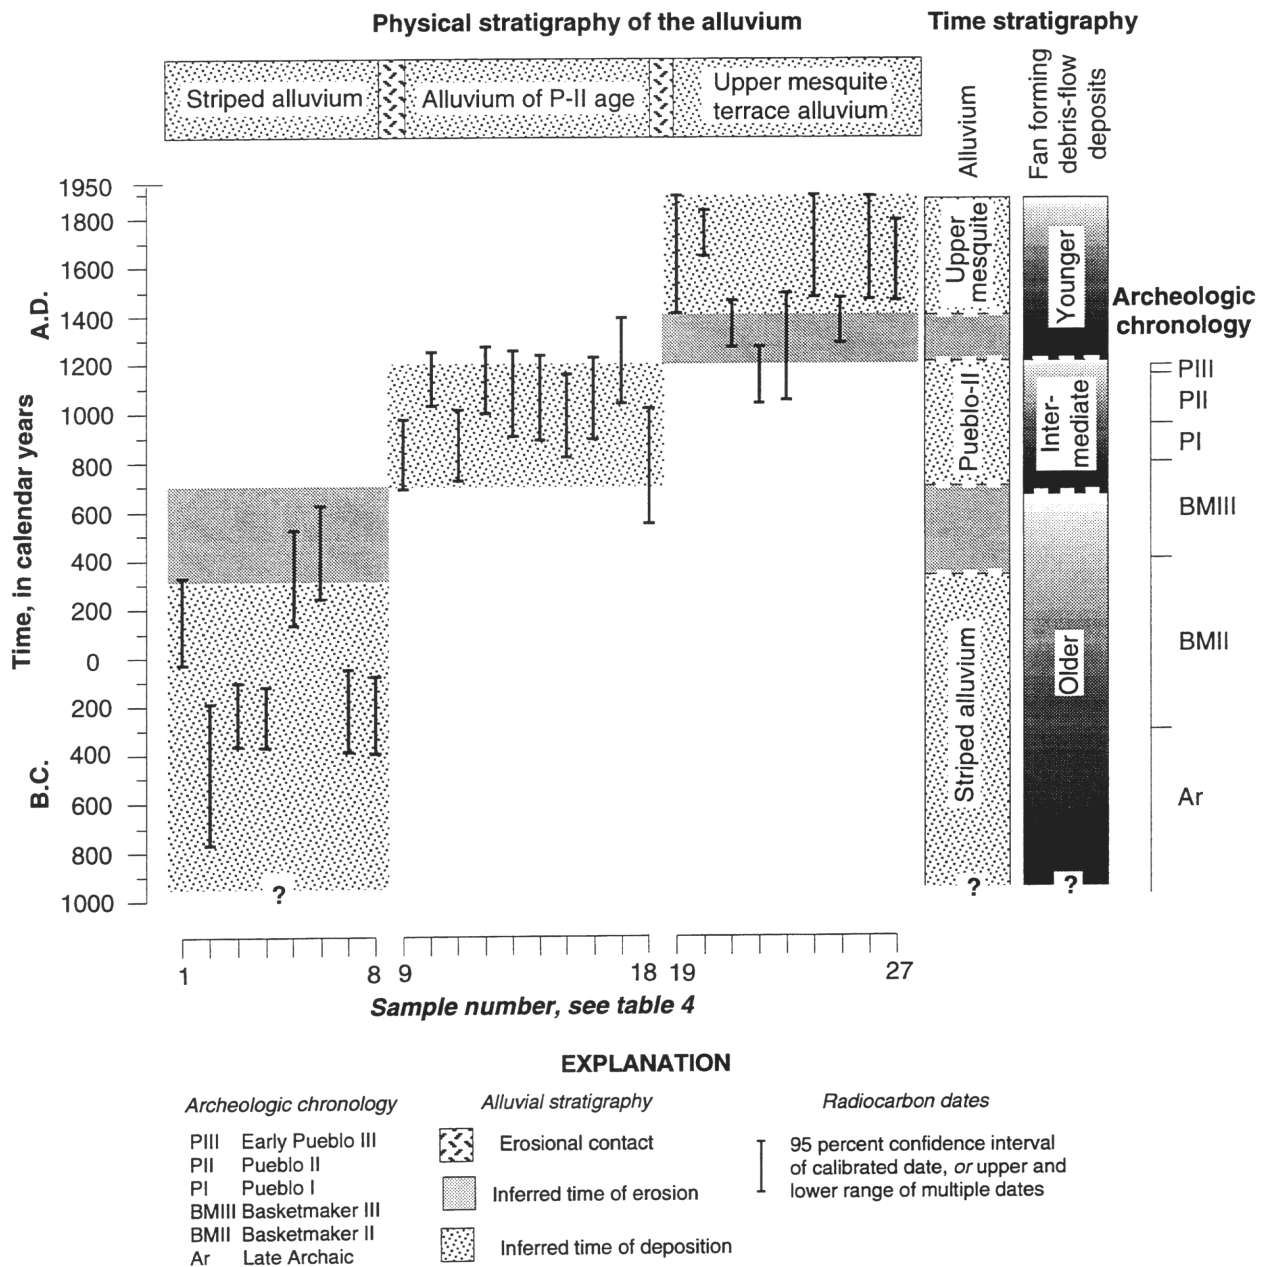 Physical stratigraphy of the alluvium
Time stratigraphy
Striped alluvium
Alluvium of P-II age
Upper mesquite
terrace alluvium
Alluvium
Fan forming
debris-flow
deposits
1950
1800
1600
1400
1200
1000
800
600
400
200
0
200
400
600
800
1000
Time, in calendar years
A.D.
B.C.
?
Upper
mesquite
Pueblo-II
Striped alluvium
?
Younger
Inter-
mediate
Older
?
Archeologic
chronology
PIII
PII
PI
BMIII
BMII
Ar
1
8
9
18
19
27
Sample number, see table 4
EXPLANATION
Archeologic chronology
PIII Early Pueblo III
PII Pueblo II
PI Pueblo I
BMIII Basketmaker III
BMII Basketmaker II
Ar Late Archaic
Alluvial stratigraphy
Erosional contact
Inferred time of erosion
Inferred time of deposition
Radiocarbon dates
95 percent confidence interval
of calibrated date, or upper and
lower range of multiple dates